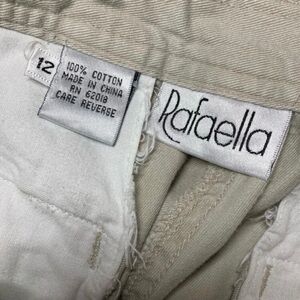 12
100% COTTON
MADE IN CHINA
RN 62018
CARE REVERSE
Rafaella